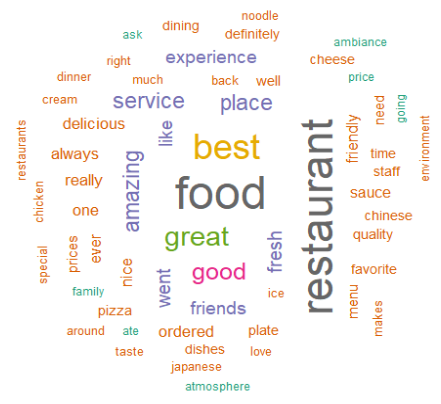 noodle
dining
ask
definitely
ambiance
right
experience
cheese
dinner
much
back
well
price
cream
service
place
need
going
delicious
like
friendly
environment
restaurants
always
best
restaurant
time
amazing
staff
really
food
sauce
chicken
one
chinese
great
fresh
quality
special
prices
ever
nice
went
good
favorite
family
ice
menu
pizza
friends
makes
around
ate
ordered
plate
taste
dishes
love
japanese
atmosphere